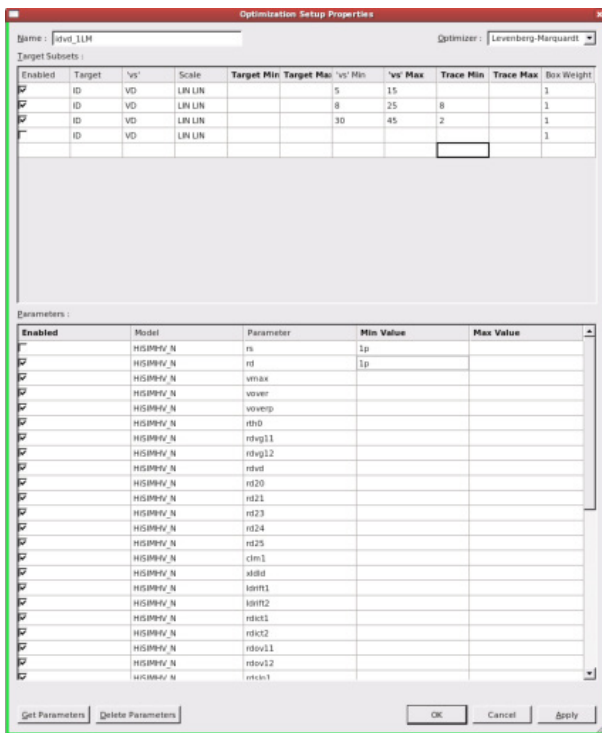 Optimization Setup Properties
Name : idvd_1LM Optimizer : Levenberg-Marquardt
Target Subsets :
Enabled Target 'vs' Scale Target Min Target Max 'vs' Min 'vs' Max Trace Min Trace Max Box Weight
ID VD LIN LIN 5 15 1
ID VD LIN LIN 8 25 8 1
ID VD LIN LIN 30 45 2 1
ID VD LIN LIN 1
Parameters :
Enabled Model Parameter Min Value Max Value
HiSIMHV_N rs 1p
HiSIMHV_N rd 1p
HiSIMHV_N vmax
HiSIMHV_N vover
HiSIMHV_N voverp
HiSIMHV_N rth0
HiSIMHV_N rdvg11
HiSIMHV_N rdvg12
HiSIMHV_N rdvd
HiSIMHV_N rd20
HiSIMHV_N rd21
HiSIMHV_N rd23
HiSIMHV_N rd24
HiSIMHV_N rd25
HiSIMHV_N clm1
HiSIMHV_N xldld
HiSIMHV_N ldrift1
HiSIMHV_N ldrift2
HiSIMHV_N rdict1
HiSIMHV_N rdict2
HiSIMHV_N rdov11
HiSIMHV_N rdov12
HiSIMHV_N rdslp1
Get Parameters Delete Parameters OK Cancel Apply